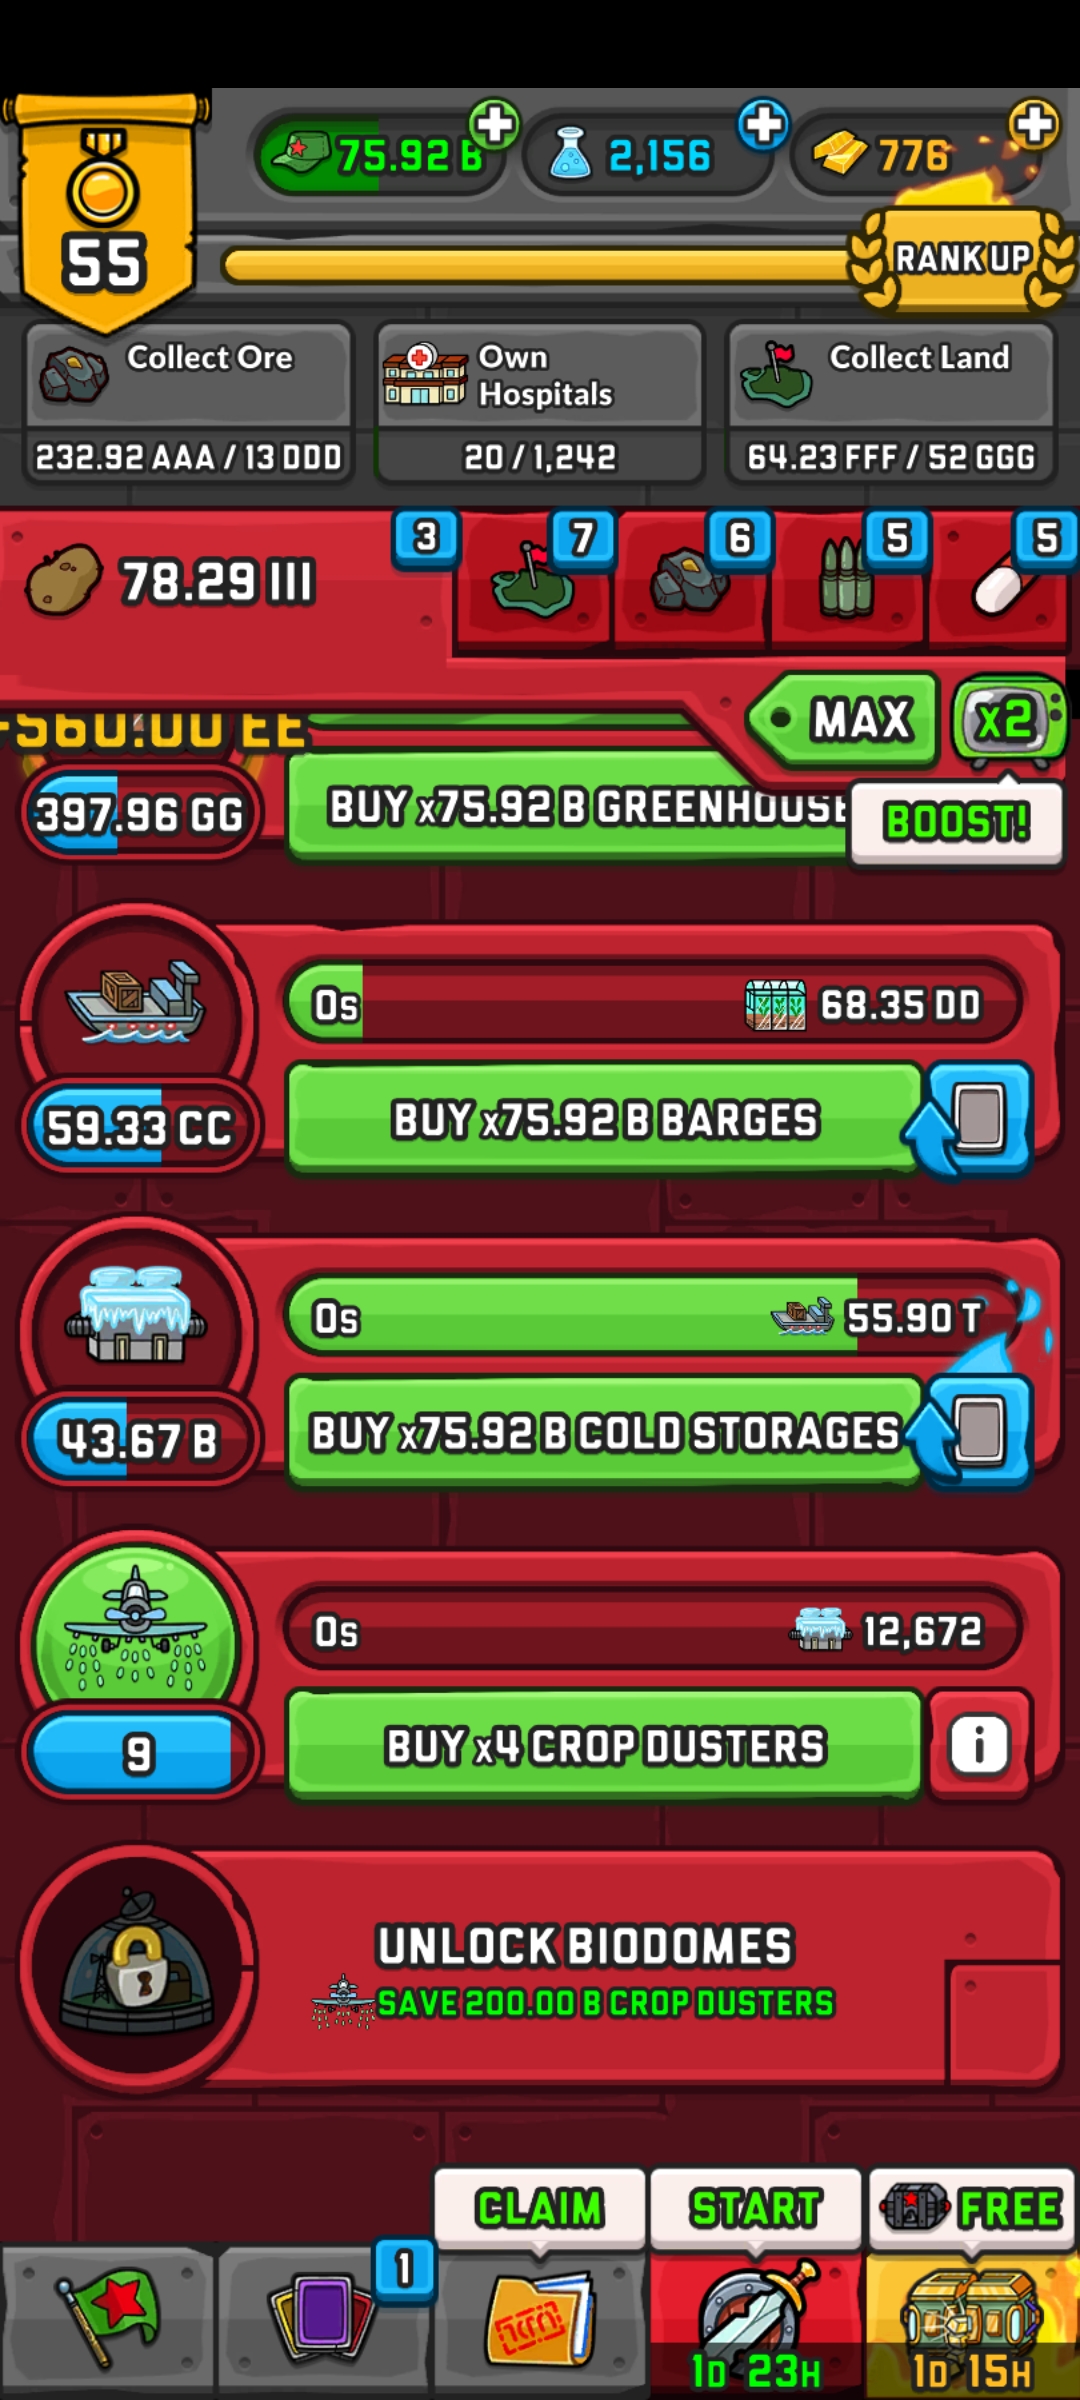 75.92 B
2,156
776
55
RANK UP
Collect Ore
232.92 AAA / 13 DDD
Own
Hospitals
20 / 1,242
Collect Land
64.23 FFF / 52 GGG
78.29 III
3
7
6
5
5
MAX
x2
BOOST!
-560.00 EE
397.96 GG
BUY x75.92 B GREENHOUSE
0s
68.35 DD
59.33 CC
BUY x75.92 B BARGES
0s
55.90 T
43.67 B
BUY x75.92 B COLD STORAGES
0s
12,672
9
BUY x4 CROP DUSTERS
i
UNLOCK BIODOMES
SAVE 200.00 B CROP DUSTERS
CLAIM
START
FREE
1
1D 23H
1D 15H